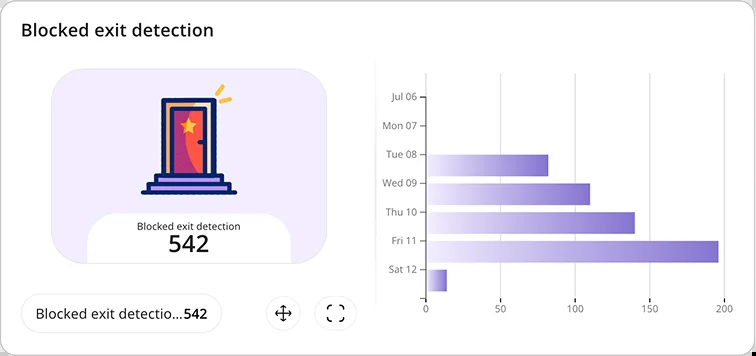 Blocked exit detection
Blocked exit detection
542
Blocked exit detectio...542
Jul 06
Mon 07
Tue 08
Wed 09
Thu 10
Fri 11
Sat 12
0 50 100 150 200